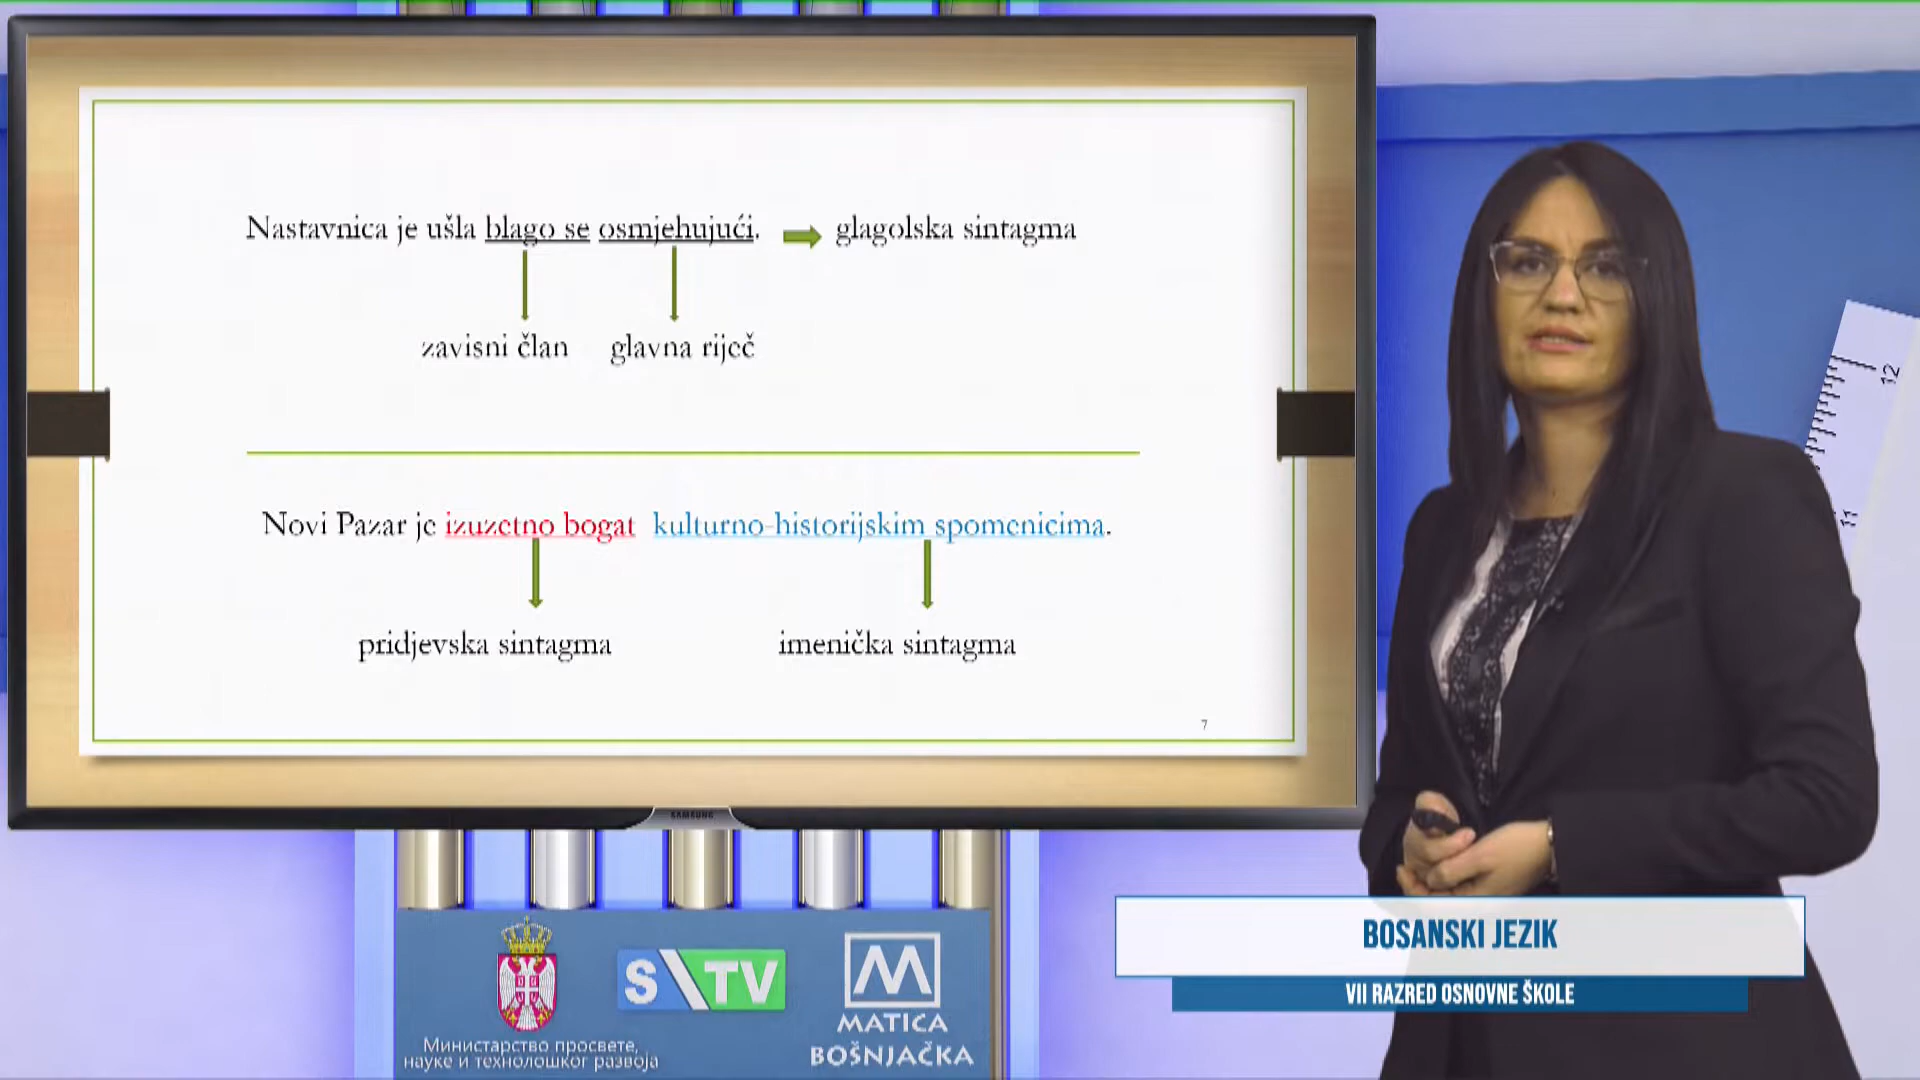 Nastavnica je ušla blago se osmjehujući. glagolska sintagma
zavisni član glavna riječ
Novi Pazar je izuzetno bogat kulturno-historijskim spomenicima.
pridjevska sintagma imenička sintagma
7
SAMSUNG
12
11
BOSANSKI JEZIK
VII RAZRED OSNOVNE ŠKOLE
Министарство просвете,
науке и технолошког развоја
S TV
MATICA
BOŠNJAČKA